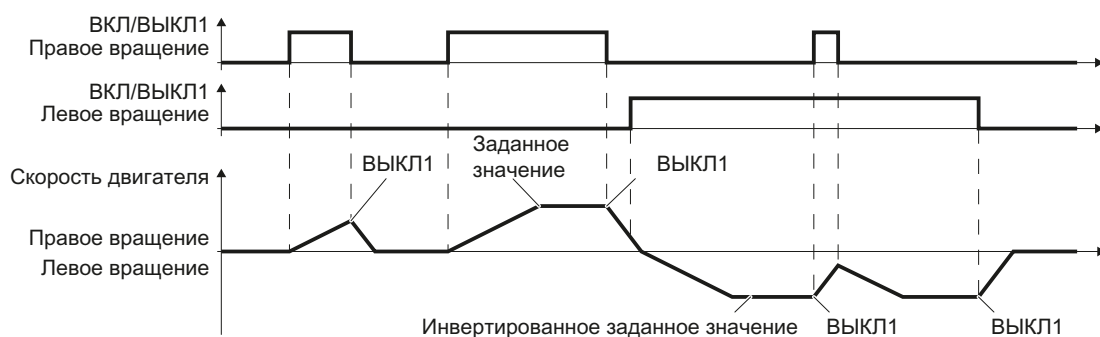 ВКЛ/ВЫКЛ1
Правое вращение
ВКЛ/ВЫКЛ1
Левое вращение
Заданное
значение
ВЫКЛ1
ВЫКЛ1
Скорость двигателя
Правое вращение
Левое вращение
Инвертированное заданное значение
ВЫКЛ1
ВЫКЛ1